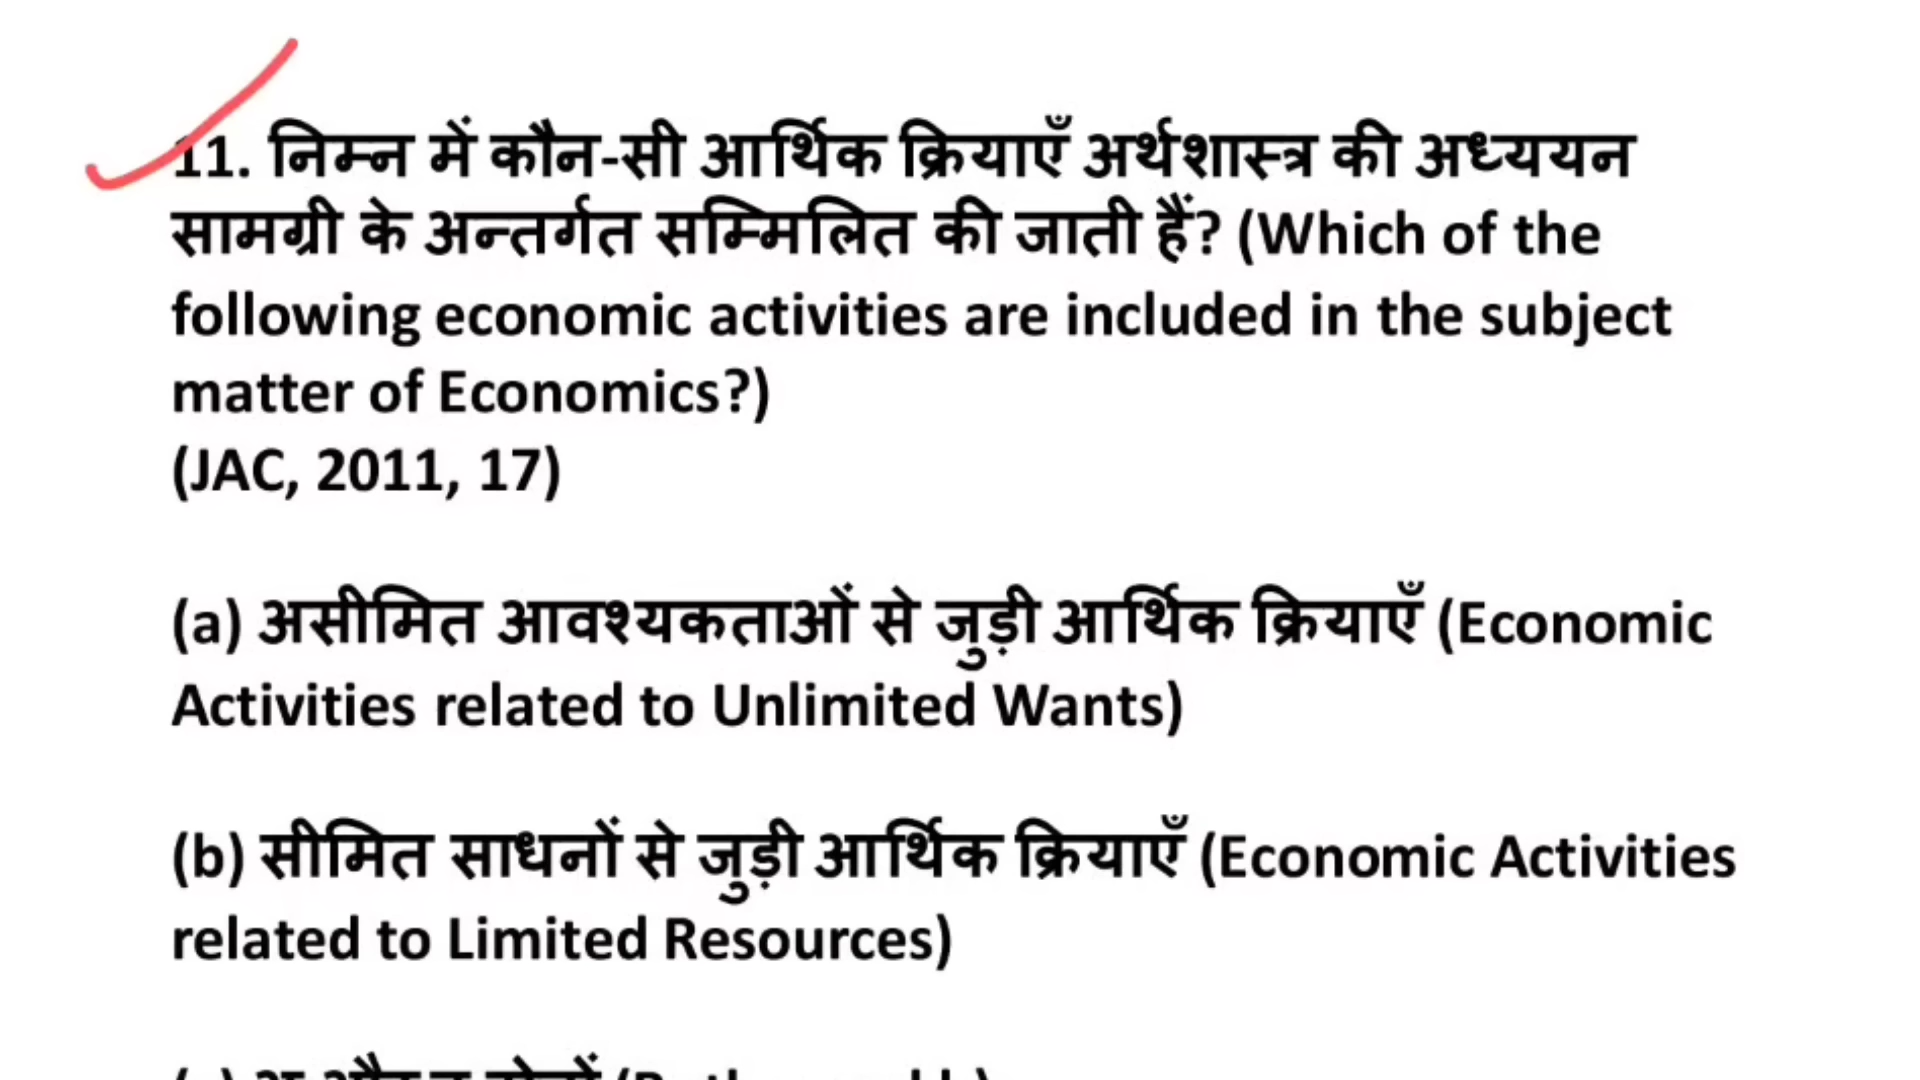 11. निम्न में कौन-सी आर्थिक क्रियाएँ अर्थशास्त्र की अध्ययन
सामग्री के अन्तर्गत सम्मिलित की जाती हैं? (Which of the
following economic activities are included in the subject
matter of Economics?)
(JAC, 2011, 17)
(a) असीमित आवश्यकताओं से जुड़ी आर्थिक क्रियाएँ (Economic
Activities related to Unlimited Wants)
(b) सीमित साधनों से जुड़ी आर्थिक क्रियाएँ (Economic Activities
related to Limited Resources)